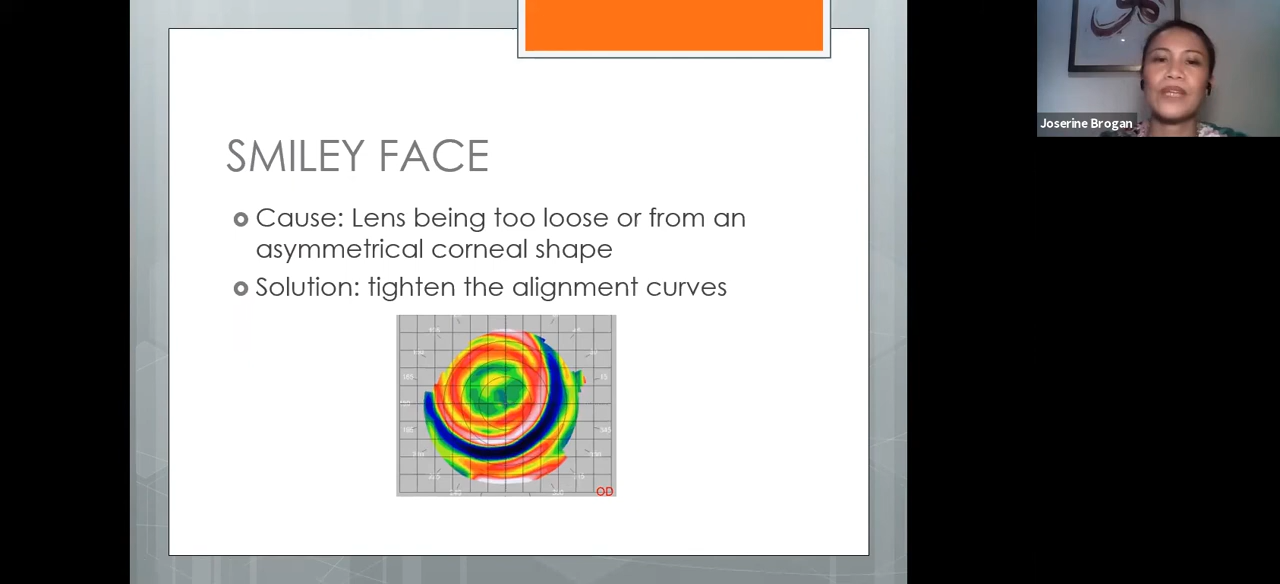 SMILEY FACE
Cause: Lens being too loose or from an
asymmetrical corneal shape
Solution: tighten the alignment curves
OD
Joserine Brogan